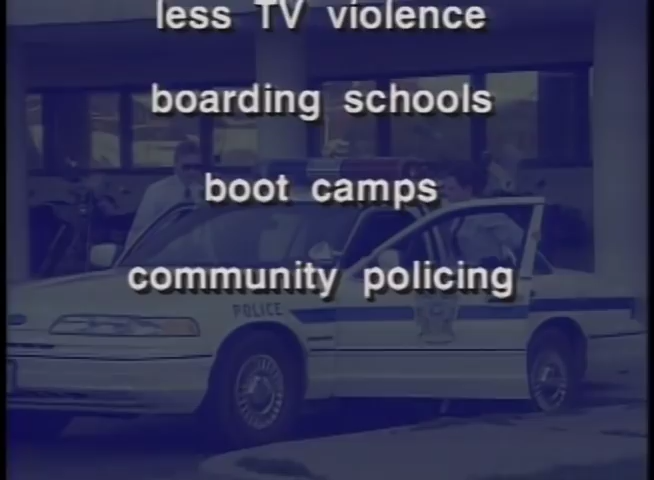 less TV violence
boarding schools
boot camps
community policing
POLICE